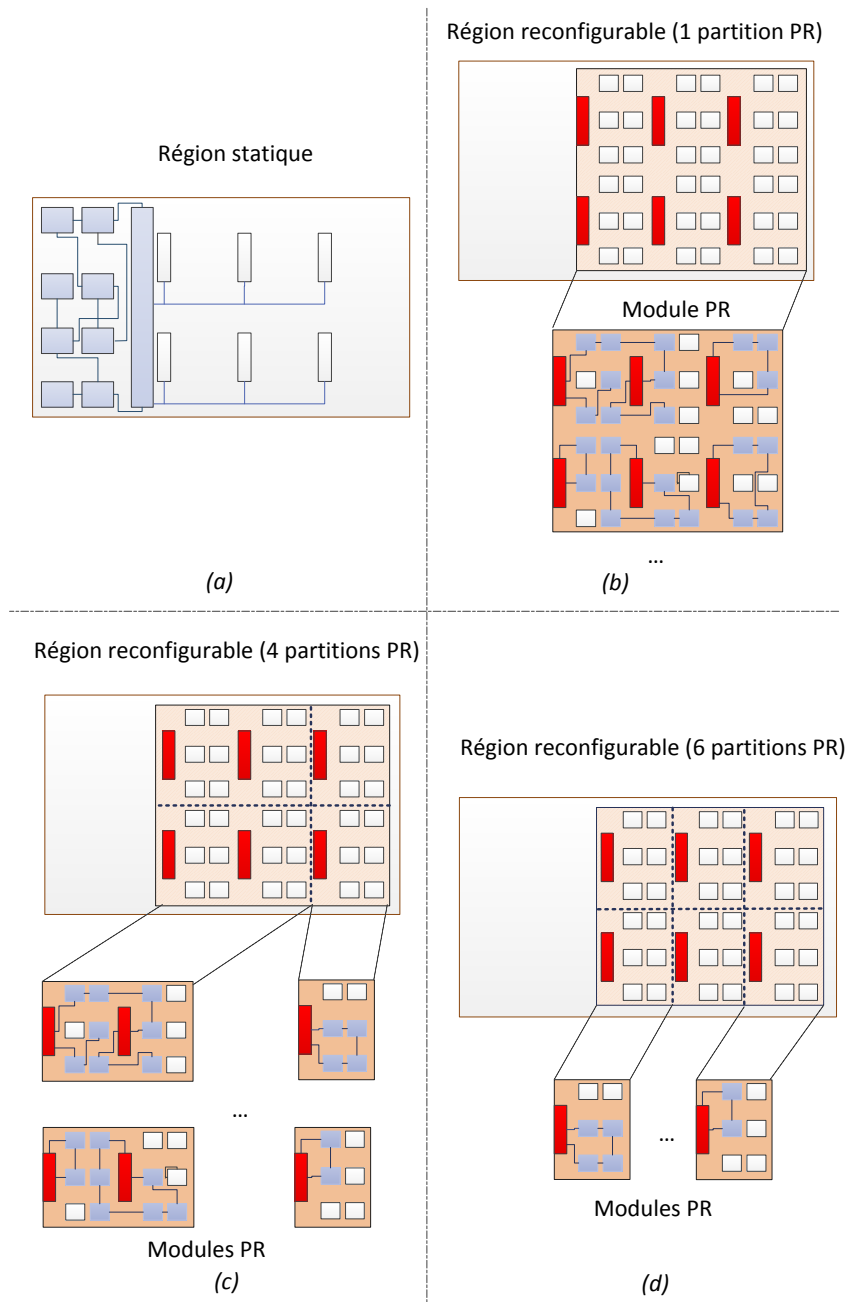 Région statique
(a)
Région reconfigurable (1 partition PR)
Module PR
...
(b)
Région reconfigurable (4 partitions PR)
...
Modules PR
(c)
Région reconfigurable (6 partitions PR)
...
Modules PR
(d)